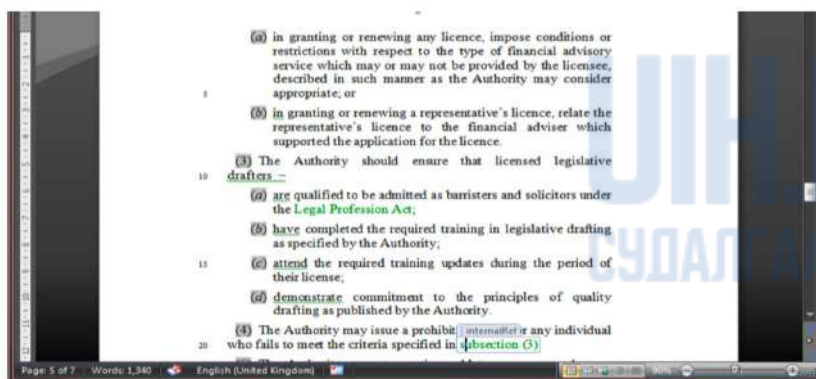 (a) in granting or renewing any licence, impose conditions or
restrictions with respect to the type of financial advisory
service which may or may not be provided by the licensee,
described in such manner as the Authority may consider
5 appropriate; or
(b) in granting or renewing a representative's licence, relate the
representative's licence to the financial adviser which
supported the application for the licence.
(3) The Authority should ensure that licensed legislative
10 drafters –
(a) are qualified to be admitted as barristers and solicitors under
the Legal Profession Act;
(b) have completed the required training in legislative drafting
as specified by the Authority;
15 (c) attend the required training updates during the period of
their license;
(d) demonstrate commitment to the principles of quality
drafting as published by the Authority.
(4) The Authority may issue a prohibit internalRef r any individual
20 who fails to meet the criteria specified in subsection (3)
Page: 5 of 7 Words: 1,340 English (United Kingdom) 90%